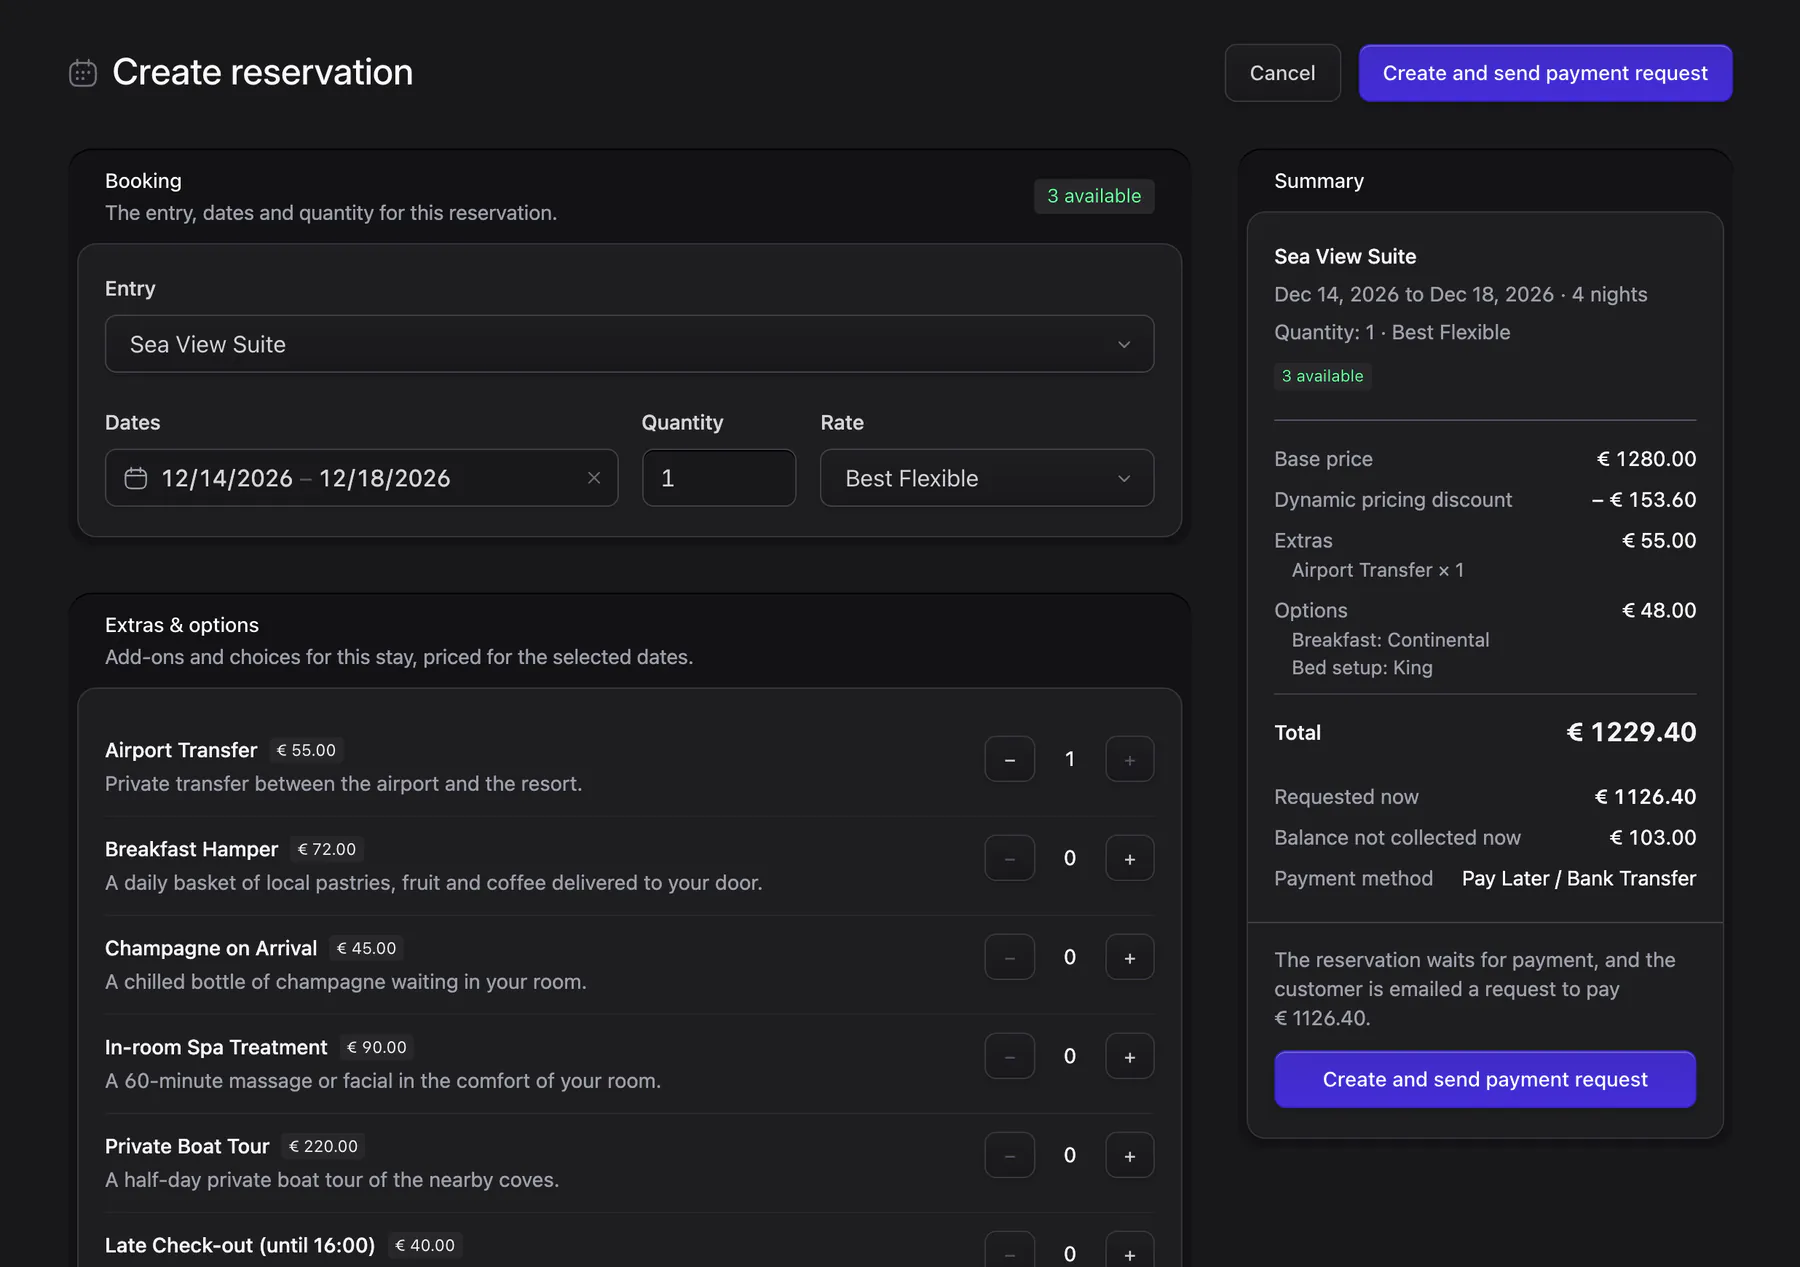 Create reservation
Cancel
Create and send payment request
Booking
The entry, dates and quantity for this reservation.
3 available
Entry
Sea View Suite
Dates
Quantity
Rate
12/14/2026 – 12/18/2026
1
Best Flexible
Extras & options
Add-ons and choices for this stay, priced for the selected dates.
Airport Transfer € 55.00
Private transfer between the airport and the resort.
− 1 +
Breakfast Hamper € 72.00
A daily basket of local pastries, fruit and coffee delivered to your door.
− 0 +
Champagne on Arrival € 45.00
A chilled bottle of champagne waiting in your room.
− 0 +
In-room Spa Treatment € 90.00
A 60-minute massage or facial in the comfort of your room.
− 0 +
Private Boat Tour € 220.00
A half-day private boat tour of the nearby coves.
− 0 +
Late Check-out (until 16:00) € 40.00
− 0 +
Summary
Sea View Suite
Dec 14, 2026 to Dec 18, 2026 · 4 nights
Quantity: 1 · Best Flexible
3 available
Base price € 1280.00
Dynamic pricing discount – € 153.60
Extras € 55.00
Airport Transfer × 1
Options € 48.00
Breakfast: Continental
Bed setup: King
Total € 1229.40
Requested now € 1126.40
Balance not collected now € 103.00
Payment method Pay Later / Bank Transfer
The reservation waits for payment, and the
customer is emailed a request to pay
€ 1126.40.
Create and send payment request